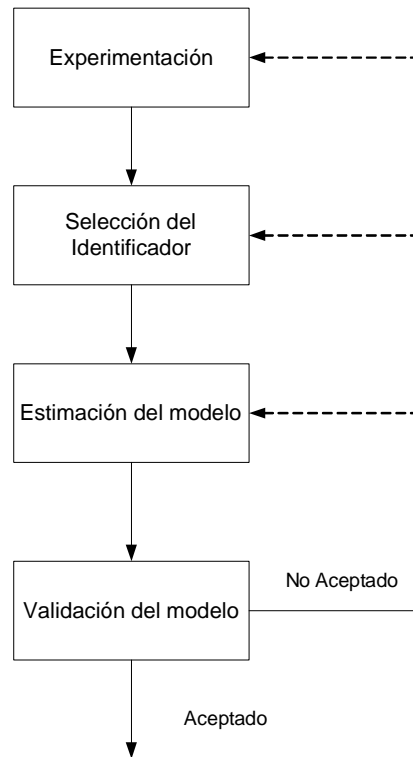 Experimentación
Selección del
Identificador
Estimación del modelo
No Aceptado
Validación del modelo
Aceptado